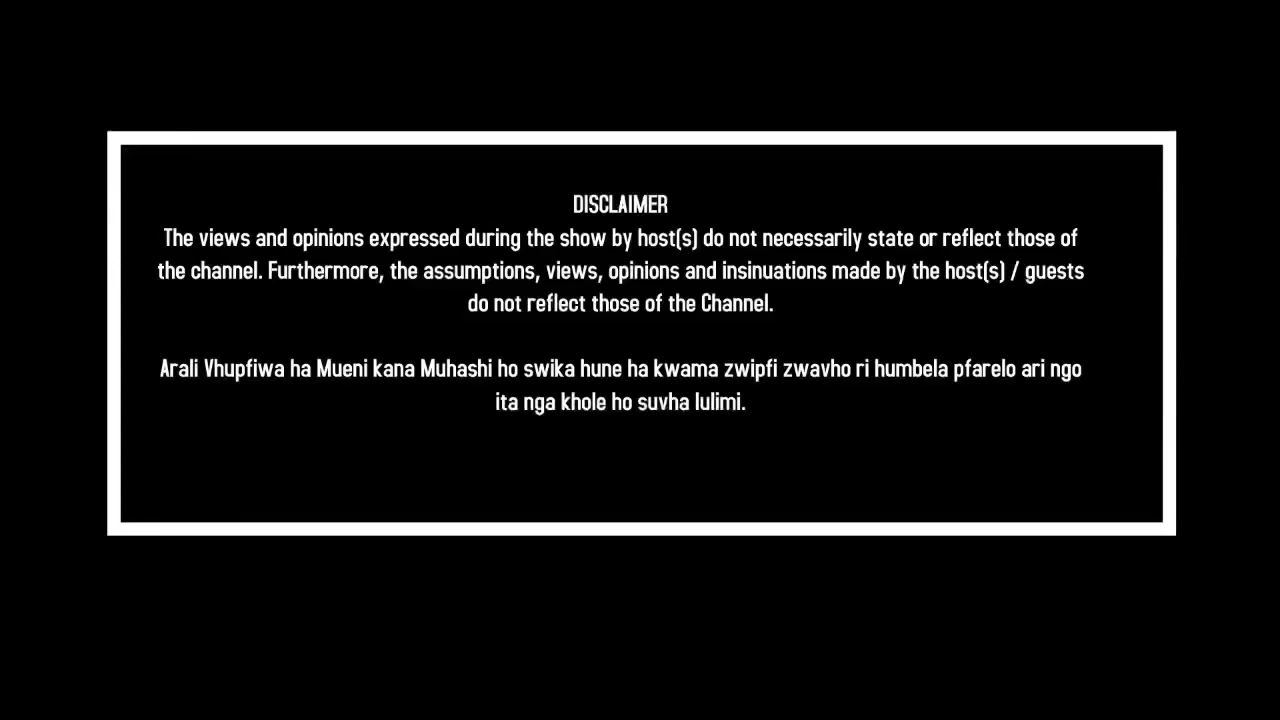 DISCLAIMER
The views and opinions expressed during the show by host(s) do not necessarily state or reflect those of
the channel. Furthermore, the assumptions, views, opinions and insinuations made by the host(s) / guests
do not reflect those of the Channel.
Arali Vhupfiwa ha Mueni kana Muhashi ho swika hune ha kwama zwipfi zwavho ri humbela pfarelo ari ngo
ita nga khole ho suvha lulimi.